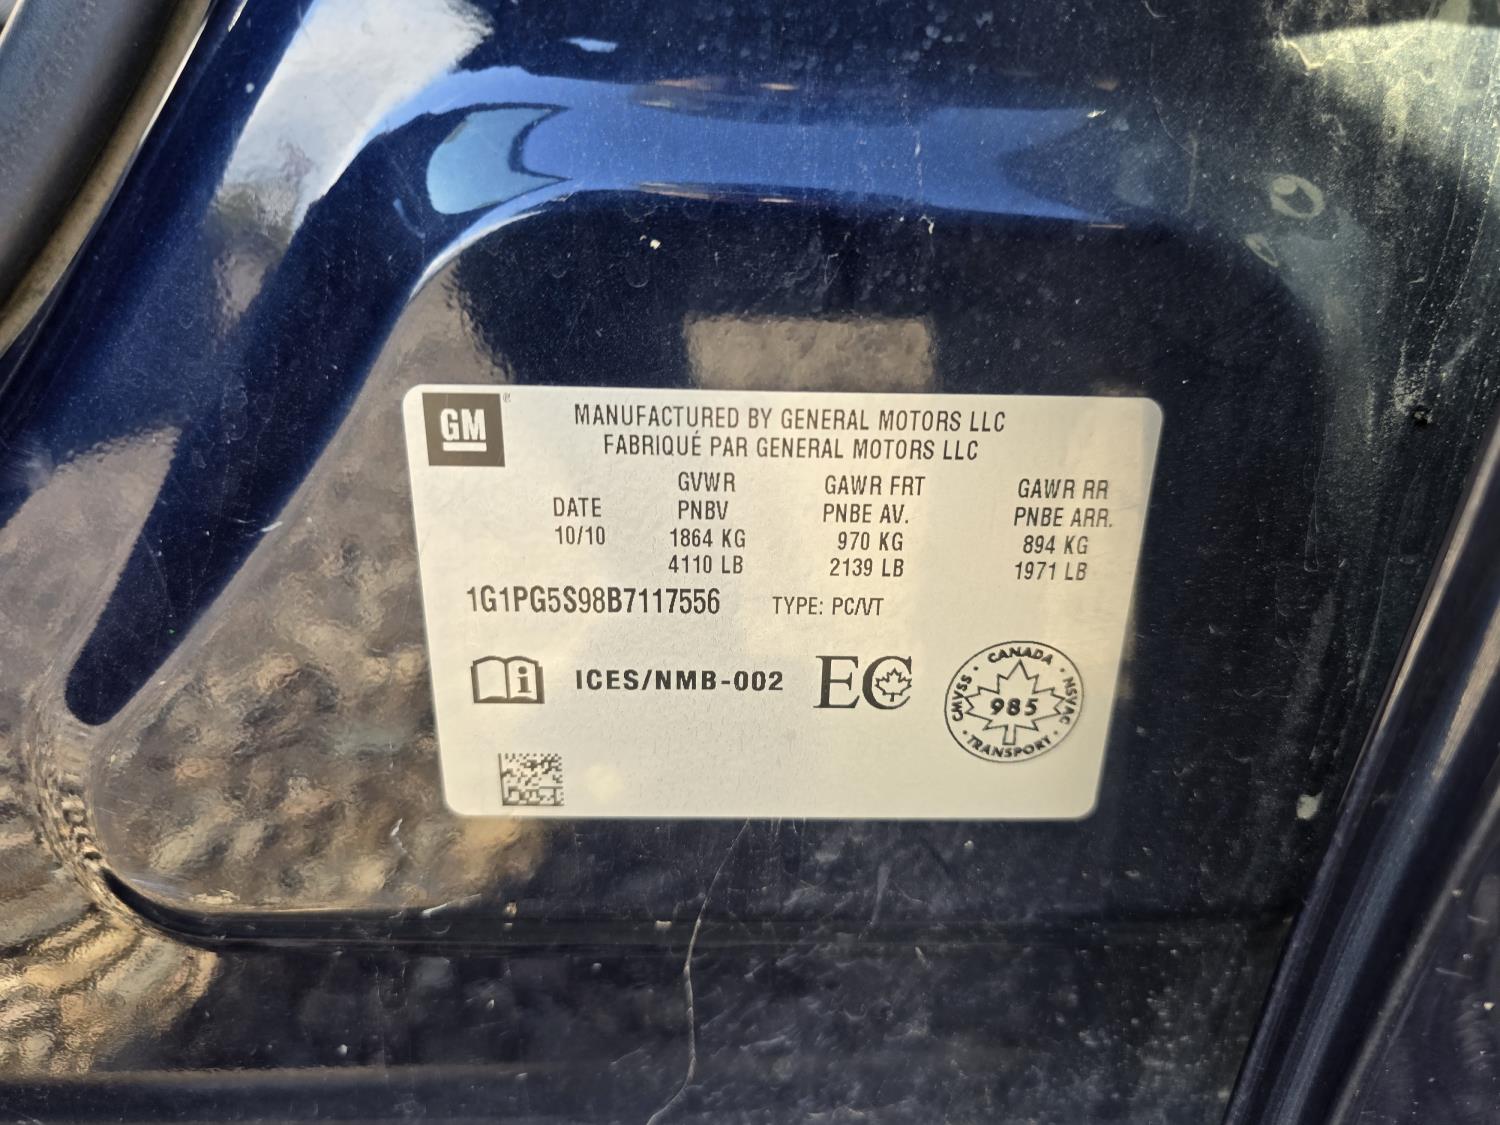 GM
MANUFACTURED BY GENERAL MOTORS LLC
FABRIQUÉ PAR GENERAL MOTORS LLC
GVWR GAWR FRT GAWR RR
DATE PNBV PNBE AV. PNBE ARR.
10/10 1864 KG 970 KG 894 KG
4110 LB 2139 LB 1971 LB
1G1PG5S98B7117556 TYPE: PC/VT
i ICES/NMB-002 EC
CANADA
CMVSS 985 NSVAC
TRANSPORT